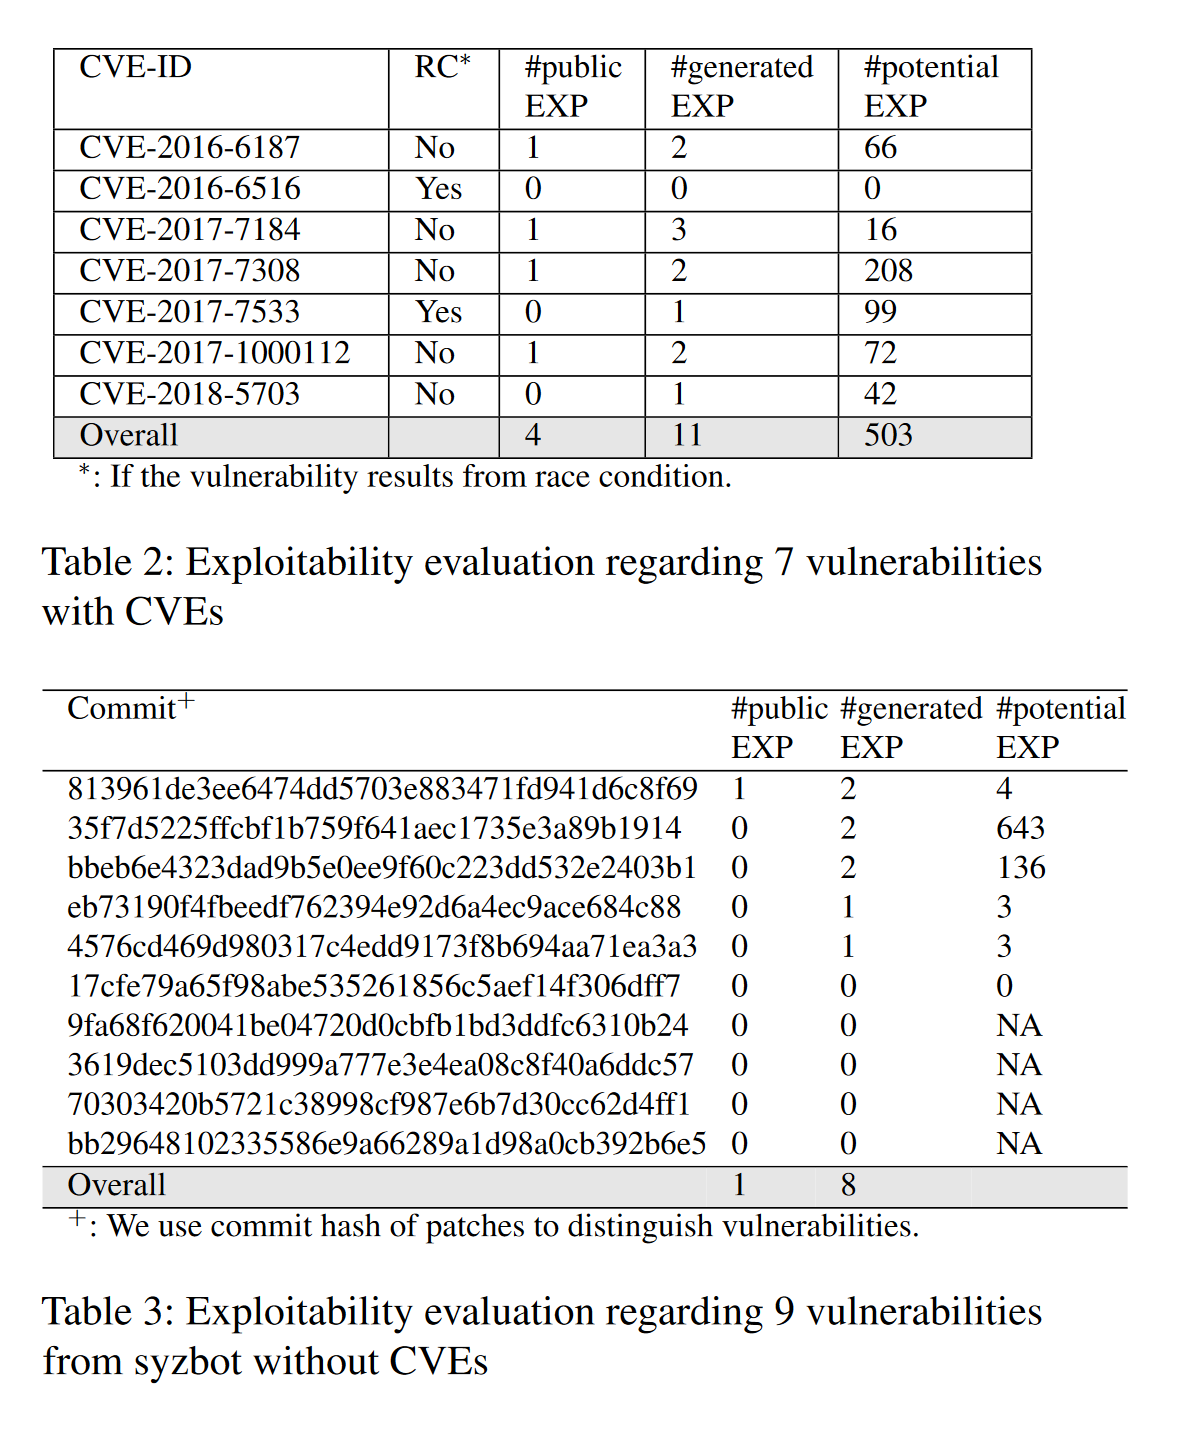 CVE-ID RC* #public #generated #potential
EXP EXP EXP
CVE-2016-6187 No 1 2 66
CVE-2016-6516 Yes 0 0 0
CVE-2017-7184 No 1 3 16
CVE-2017-7308 No 1 2 208
CVE-2017-7533 Yes 0 1 99
CVE-2017-1000112 No 1 2 72
CVE-2018-5703 No 0 1 42
Overall 4 11 503
*: If the vulnerability results from race condition.
Table 2: Exploitability evaluation regarding 7 vulnerabilities
with CVEs
Commit+ #public #generated #potential
EXP EXP EXP
813961de3ee6474dd5703e883471fd941d6c8f69 1 2 4
35f7d5225ffcbf1b759f641aec1735e3a89b1914 0 2 643
bbeb6e4323dad9b5e0ee9f60c223dd532e2403b1 0 2 136
eb73190f4fbeedf762394e92d6a4ec9ace684c88 0 1 3
4576cd469d980317c4edd9173f8b694aa71ea3a3 0 1 3
17cfe79a65f98abe535261856c5aef14f306dff7 0 0 0
9fa68f620041be04720d0cbfb1bd3ddfc6310b24 0 0 NA
3619dec5103dd999a777e3e4ea08c8f40a6ddc57 0 0 NA
70303420b5721c38998cf987e6b7d30cc62d4ff1 0 0 NA
bb29648102335586e9a66289a1d98a0cb392b6e5 0 0 NA
Overall 1 8
+: We use commit hash of patches to distinguish vulnerabilities.
Table 3: Exploitability evaluation regarding 9 vulnerabilities
from syzbot without CVEs